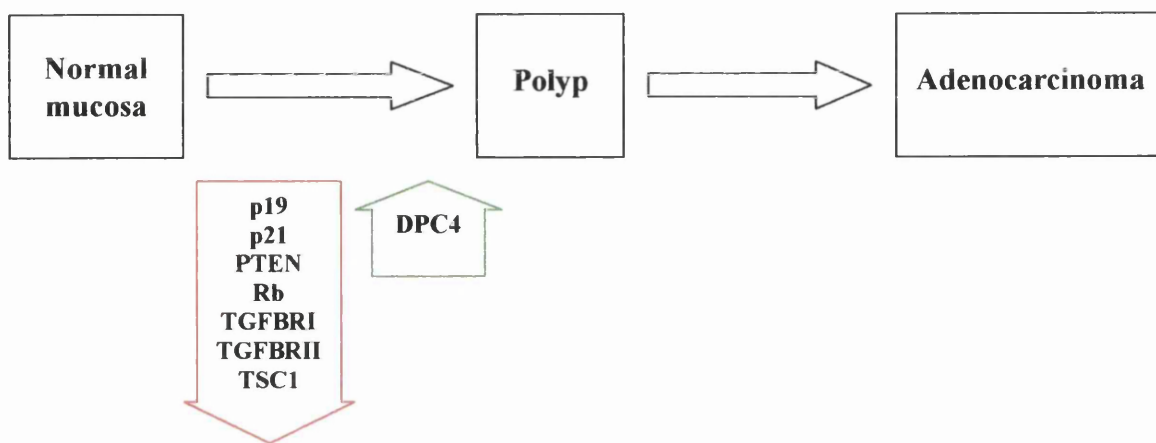 Normal
mucosa
Polyp
Adenocarcinoma
p19
p21
PTEN
Rb
TGFBRI
TGFBRII
TSC1
DPC4